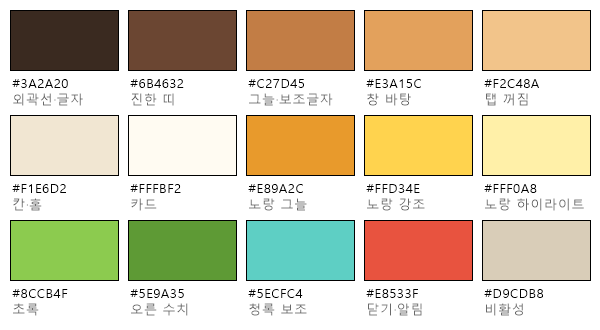 #3A2A20 #6B4632 #C27D45 #E3A15C #F2C48A
외곽선·글자 진한 띠 그늘·보조글자 창 바탕 탭 꺼짐
#F1E6D2 #FFFBF2 #E89A2C #FFD34E #FFF0A8
칸·홈 카드 노랑 그늘 노랑 강조 노랑 하이라이트
#8CCB4F #5E9A35 #5ECFC4 #E8533F #D9CDB8
초록 오른 수치 청록 보조 닫기·알림 비활성